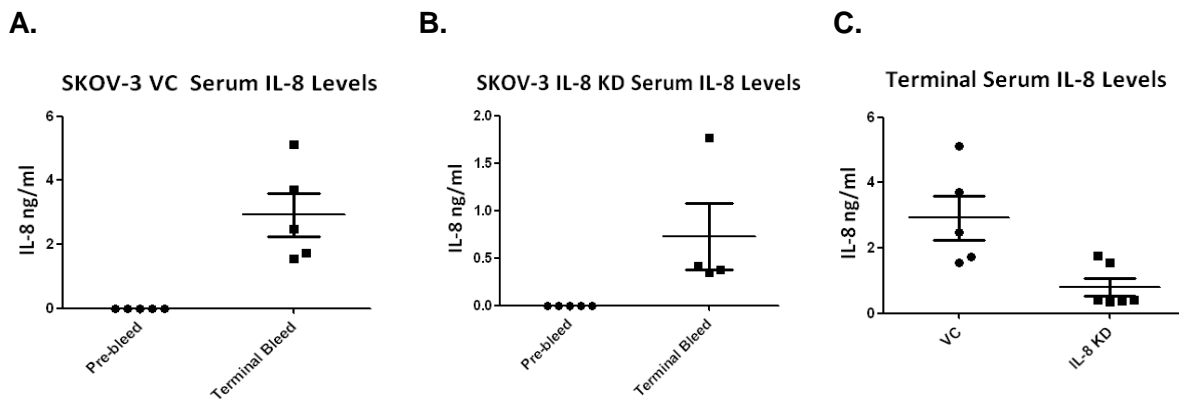 A.
SKOV-3 VC Serum IL-8 Levels
IL-8 ng/ml
6
4
2
0
Pre-bleed
Terminal Bleed
B.
SKOV-3 IL-8 KD Serum IL-8 Levels
IL-8 ng/ml
2.0
1.5
1.0
0.5
0.0
Pre-bleed
Terminal Bleed
C.
Terminal Serum IL-8 Levels
IL-8 ng/ml
6
4
2
0
VC
IL-8 KD